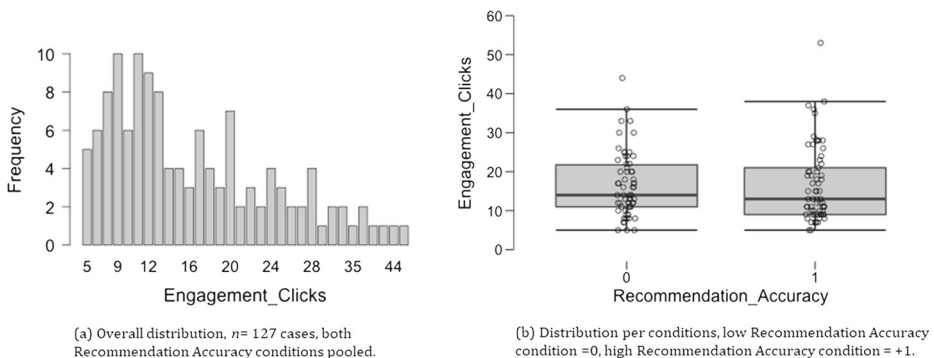 Frequency
10
8
6
4
2
0
5 9 12 16 20 24 28 35 44
Engagement_Clicks
(a) Overall distribution, n= 127 cases, both
Recommendation Accuracy conditions pooled.
Engagement_Clicks
60
50
40
30
20
10
0
0 1
Recommendation_Accuracy
(b) Distribution per conditions, low Recommendation Accuracy
condition =0, high Recommendation Accuracy condition = +1.